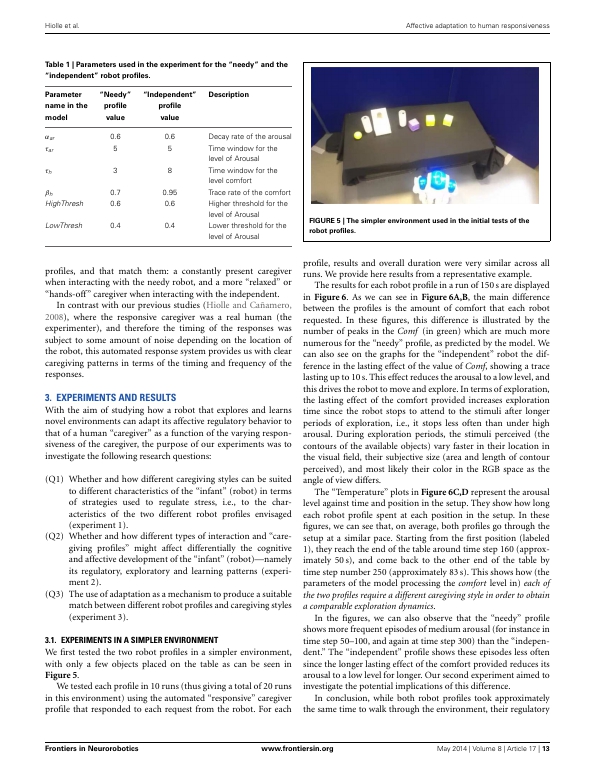 Hiolle et al.
Affective adaptation to human responsiveness
Table 1 | Parameters used in the experiment for the “needy” and the
“independent” robot profiles.
Parameter “Needy” “Independent” Description
name in the profile profile
model value value
α_ar 0.6 0.6 Decay rate of the arousal
τ_ar 5 5 Time window for the
level of Arousal
τ_h 3 8 Time window for the
level comfort
β_h 0.7 0.95 Trace rate of the comfort
HighThresh 0.6 0.6 Higher threshold for the
level of Arousal
LowThresh 0.4 0.4 Lower threshold for the
level of Arousal
profiles, and that match them: a constantly present caregiver
when interacting with the needy robot, and a more “relaxed” or
“hands-off” caregiver when interacting with the independent.
In contrast with our previous studies (Hiolle and Cañamero,
2008), where the responsive caregiver was a real human (the
experimenter), and therefore the timing of the responses was
subject to some amount of noise depending on the location of
the robot, this automated response system provides us with clear
caregiving patterns in terms of the timing and frequency of the
responses.
3. EXPERIMENTS AND RESULTS
With the aim of studying how a robot that explores and learns
novel environments can adapt its affective regulatory behavior to
that of a human “caregiver” as a function of the varying respon-
siveness of the caregiver, the purpose of our experiments was to
investigate the following research questions:
(Q1) Whether and how different caregiving styles can be suited
to different characteristics of the “infant” (robot) in terms
of strategies used to regulate stress, i.e., to the char-
acteristics of the two different robot profiles envisaged
(experiment 1).
(Q2) Whether and how different types of interaction and “care-
giving profiles” might affect differentially the cognitive
and affective development of the “infant” (robot)—namely
its regulatory, exploratory and learning patterns (experi-
ment 2).
(Q3) The use of adaptation as a mechanism to produce a suitable
match between different robot profiles and caregiving styles
(experiment 3).
3.1. EXPERIMENTS IN A SIMPLER ENVIRONMENT
We first tested the two robot profiles in a simpler environment,
with only a few objects placed on the table as can be seen in
Figure 5.
We tested each profile in 10 runs (thus giving a total of 20 runs
in this environment) using the automated “responsive” caregiver
profile that responded to each request from the robot. For each
FIGURE 5 | The simpler environment used in the initial tests of the
robot profiles.
profile, results and overall duration were very similar across all
runs. We provide here results from a representative example.
The results for each robot profile in a run of 150 s are displayed
in Figure 6. As we can see in Figure 6A,B, the main difference
between the profiles is the amount of comfort that each robot
requested. In these figures, this difference is illustrated by the
number of peaks in the Comf (in green) which are much more
numerous for the “needy” profile, as predicted by the model. We
can also see on the graphs for the “independent” robot the dif-
ference in the lasting effect of the value of Comf, showing a trace
lasting up to 10 s. This effect reduces the arousal to a low level, and
this drives the robot to move and explore. In terms of exploration,
the lasting effect of the comfort provided increases exploration
time since the robot stops to attend to the stimuli after longer
periods of exploration, i.e., it stops less often than under high
arousal. During exploration periods, the stimuli perceived (the
contours of the available objects) vary faster in their location in
the visual field, their subjective size (area and length of contour
perceived), and most likely their color in the RGB space as the
angle of view differs.
The “Temperature” plots in Figure 6C,D represent the arousal
level against time and position in the setup. They show how long
each robot profile spent at each position in the setup. In these
figures, we can see that, on average, both profiles go through the
setup at a similar pace. Starting from the first position (labeled
1), they reach the end of the table around time step 160 (approx-
imately 50 s), and come back to the other end of the table by
time step number 250 (approximately 83 s). This shows how (the
parameters of the model processing the comfort level in) each of
the two profiles require a different caregiving style in order to obtain
a comparable exploration dynamics.
In the figures, we can also observe that the “needy” profile
shows more frequent episodes of medium arousal (for instance in
time step 50–100, and again at time step 300) than the “indepen-
dent.” The “independent” profile shows these episodes less often
since the longer lasting effect of the comfort provided reduces its
arousal to a low level for longer. Our second experiment aimed to
investigate the potential implications of this difference.
In conclusion, while both robot profiles took approximately
the same time to walk through the environment, their regulatory
Frontiers in Neurorobotics
www.frontiersin.org
May 2014 | Volume 8 | Article 17 | 13